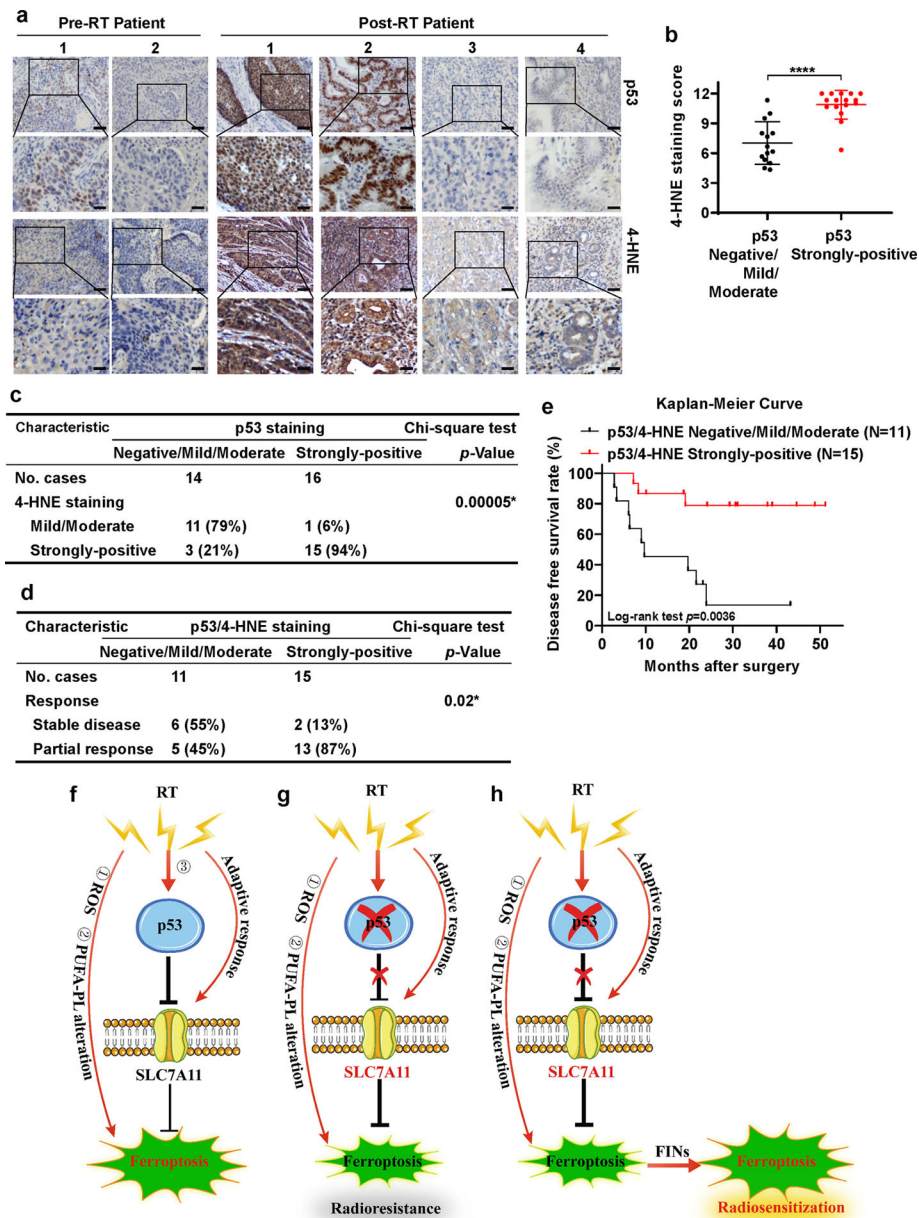 a
Pre-RT Patient
Post-RT Patient
1 2 1 2 3 4
p53
4-HNE
b
4-HNE staining score
12
9
6
3
0
****
p53
Negative/
Mild/
Moderate
p53
Strongly-positive
c
Characteristic p53 staining Chi-square test
Negative/Mild/Moderate Strongly-positive p-Value
No. cases 14 16
4-HNE staining 0.00005*
Mild/Moderate 11 (79%) 1 (6%)
Strongly-positive 3 (21%) 15 (94%)
d
Characteristic p53/4-HNE staining Chi-square test
Negative/Mild/Moderate Strongly-positive p-Value
No. cases 11 15
Response 0.02*
Stable disease 6 (55%) 2 (13%)
Partial response 5 (45%) 13 (87%)
e
Kaplan-Meier Curve
p53/4-HNE Negative/Mild/Moderate (N=11)
p53/4-HNE Strongly-positive (N=15)
Disease free survival rate (%)
100
80
60
40
20
0
Log-rank test p=0.0036
0 10 20 30 40 50
Months after surgery
f
RT
① ROS
② PUFA-PL alteration
③
Adaptive response
p53
SLC7A11
Ferroptosis
g
RT
① ROS
② PUFA-PL alteration
Adaptive response
p53
SLC7A11
Ferroptosis
Radioresistance
h
RT
① ROS
② PUFA-PL alteration
Adaptive response
p53
SLC7A11
Ferroptosis
FINs
Ferroptosis
Radiosensitization